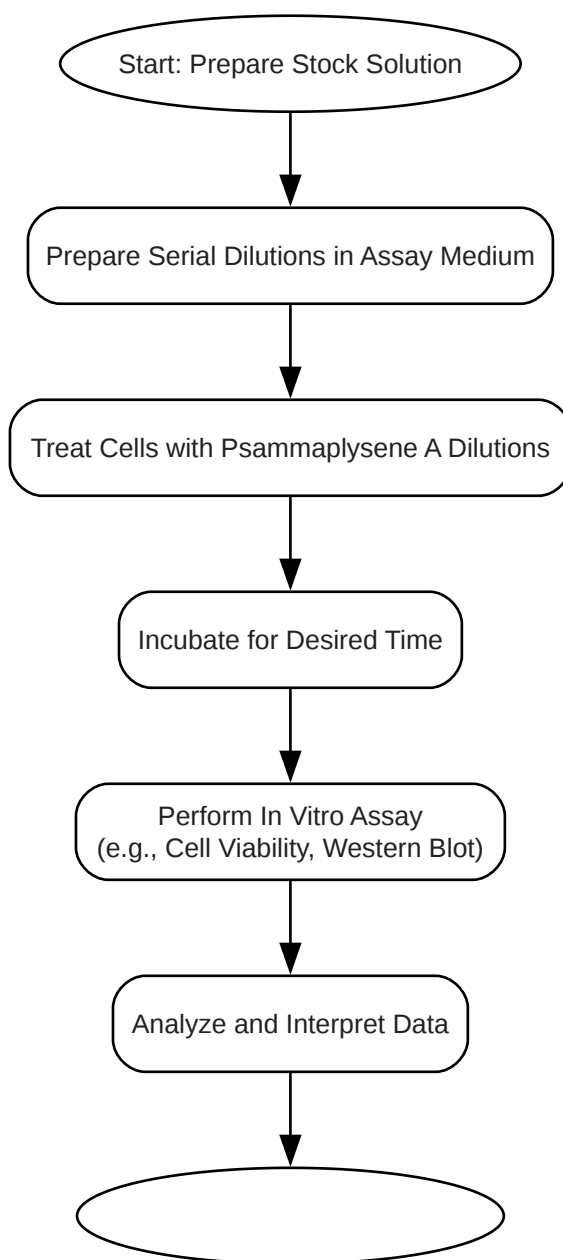 Start: Prepare Stock Solution
Prepare Serial Dilutions in Assay Medium
Treat Cells with Psammaplysene A Dilutions
Incubate for Desired Time
Perform In Vitro Assay
(e.g., Cell Viability, Western Blot)
Analyze and Interpret Data